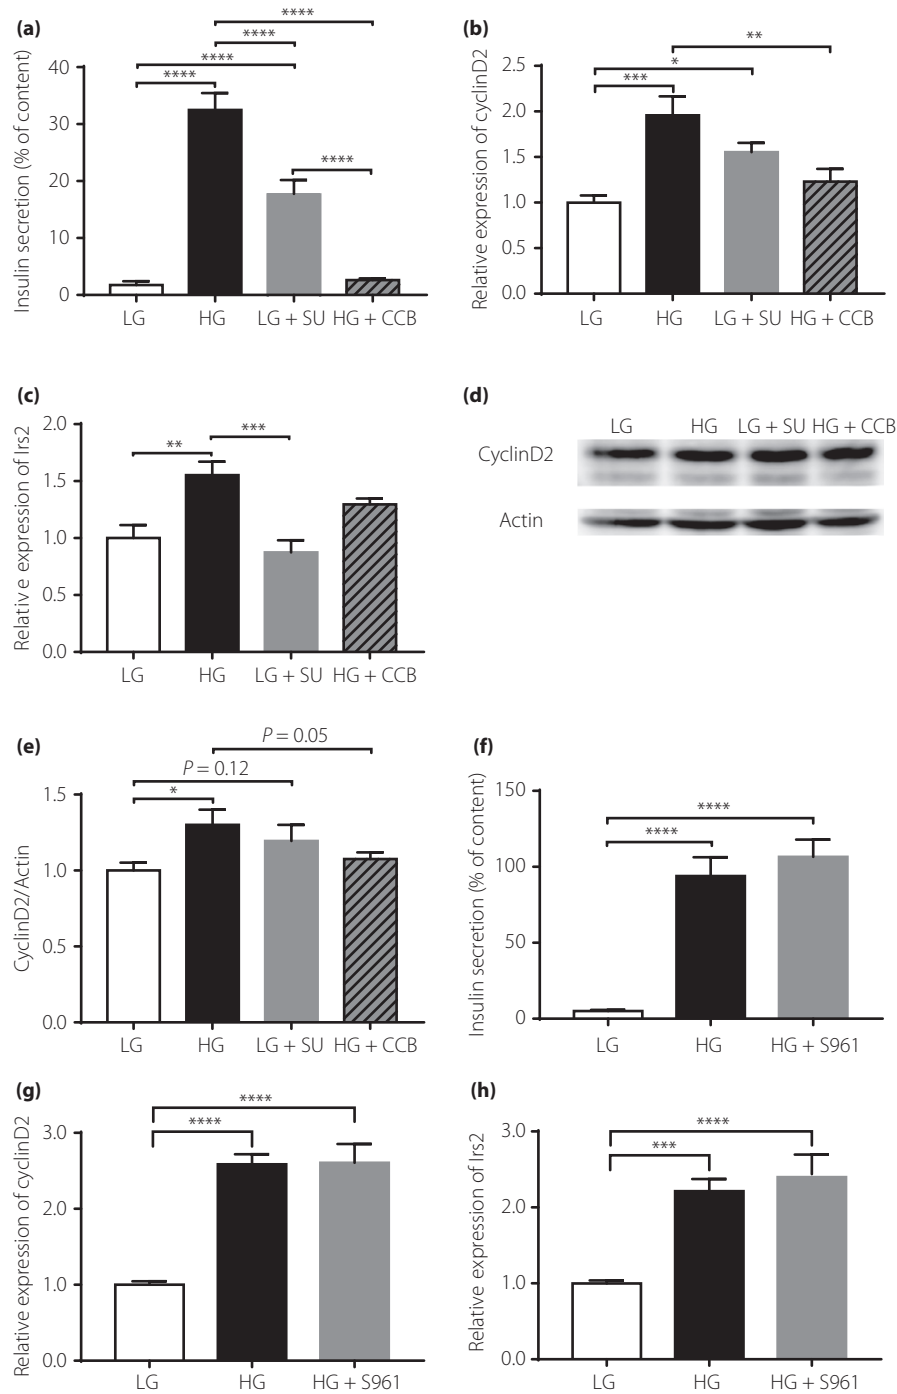 (a)
****
****
****
****
****
Insulin secretion (% of content)
40
30
20
10
0
LG HG LG + SU HG + CCB
(b)
**
*
***
Relative expression of cyclinD2
2.5
2.0
1.5
1.0
0.5
0.0
LG HG LG + SU HG + CCB
(c)
***
**
Relative expression of Irs2
2.0
1.5
1.0
0.5
0.0
LG HG LG + SU HG + CCB
(d)
LG HG LG + SU HG + CCB
CyclinD2
Actin
(e)
P = 0.05
P = 0.12
*
CyclinD2/Actin
1.5
1.0
0.5
0.0
LG HG LG + SU HG + CCB
(f)
****
****
Insulin secretion (% of content)
150
100
50
0
LG HG HG + S961
(g)
****
****
Relative expression of cyclinD2
3.0
2.0
1.0
0.0
LG HG HG + S961
(h)
****
***
Relative expression of Irs2
3.0
2.0
1.0
0.0
LG HG HG + S961